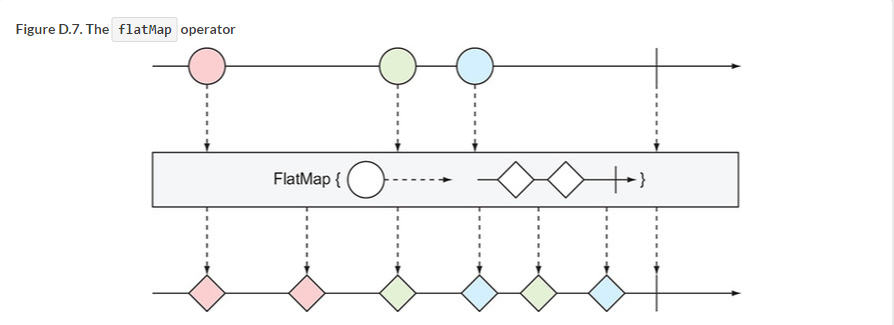 Figure D.7. The flatMap operator
FlatMap { }